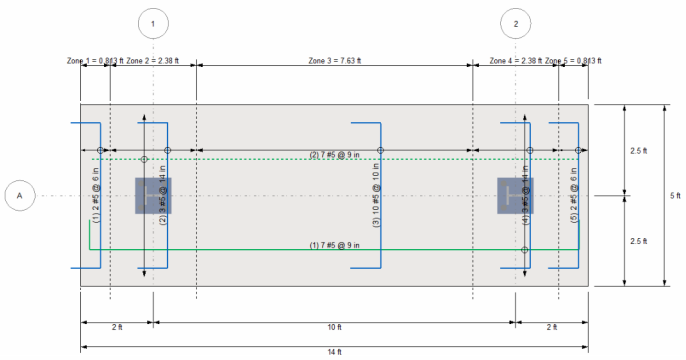 1
2
Zone 1 = 0.813 ft
Zone 2 = 2.38 ft
Zone 3 = 7.63 ft
Zone 4 = 2.38 ft
Zone 5 = 0.813 ft
(2) 7 #5 @ 9 in
2.5 ft
A
(1) 2 #5 @ 6 in
(2) 3 #5 @ 14 in
(3) 10 #5 @ 10 in
(4) 3 #5 @ 14 in
(5) 2 #5 @ 6 in
5 ft
(1) 7 #5 @ 9 in
2.5 ft
2 ft
10 ft
2 ft
14 ft